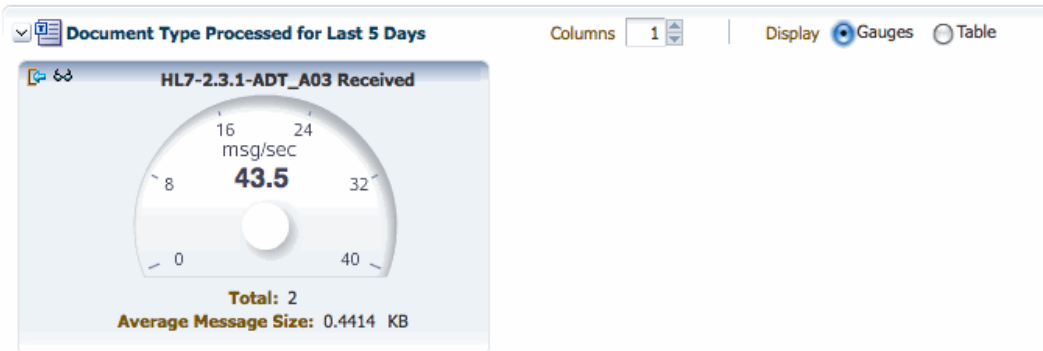 Document Type Processed for Last 5 Days Columns 1 Display Gauges Table
HL7-2.3.1-ADT_A03 Received
16 24
msg/sec
8 43.5 32
0 40
Total: 2
Average Message Size: 0.4414 KB